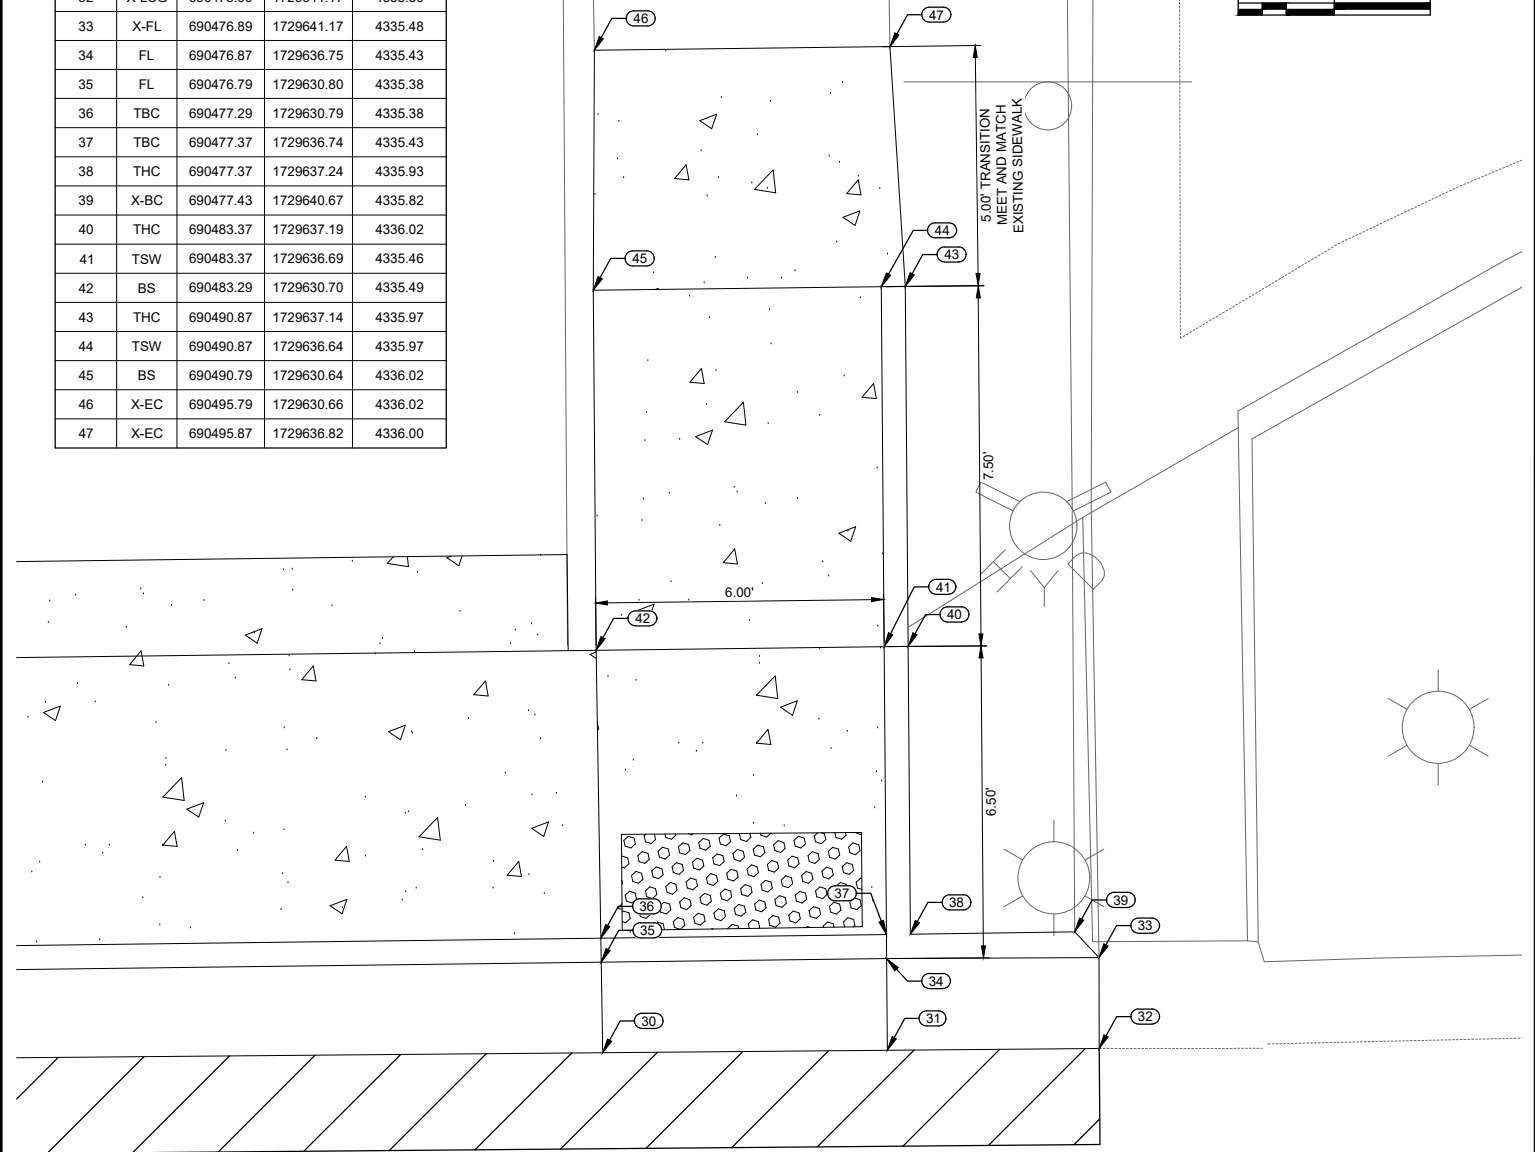 33 X-FL 690476.89 1729641.17 4335.48
34 FL 690476.87 1729636.75 4335.43
35 FL 690476.79 1729630.80 4335.38
36 TBC 690477.29 1729630.79 4335.38
37 TBC 690477.37 1729636.74 4335.43
38 THC 690477.37 1729637.24 4335.93
39 X-BC 690477.43 1729640.67 4335.82
40 THC 690483.37 1729637.19 4336.02
41 TSW 690483.37 1729636.69 4335.46
42 BS 690483.29 1729630.70 4335.49
43 THC 690490.87 1729637.14 4335.97
44 TSW 690490.87 1729636.64 4335.97
45 BS 690490.79 1729630.64 4336.02
46 X-EC 690495.79 1729630.66 4336.02
47 X-EC 690495.87 1729636.82 4336.00
46
47
5.00' TRANSITION
MEET AND MATCH
EXISTING SIDEWALK
44
43
45
7.50'
6.00'
41
40
42
6.50'
37
38
39
36
35
33
34
30
31
32